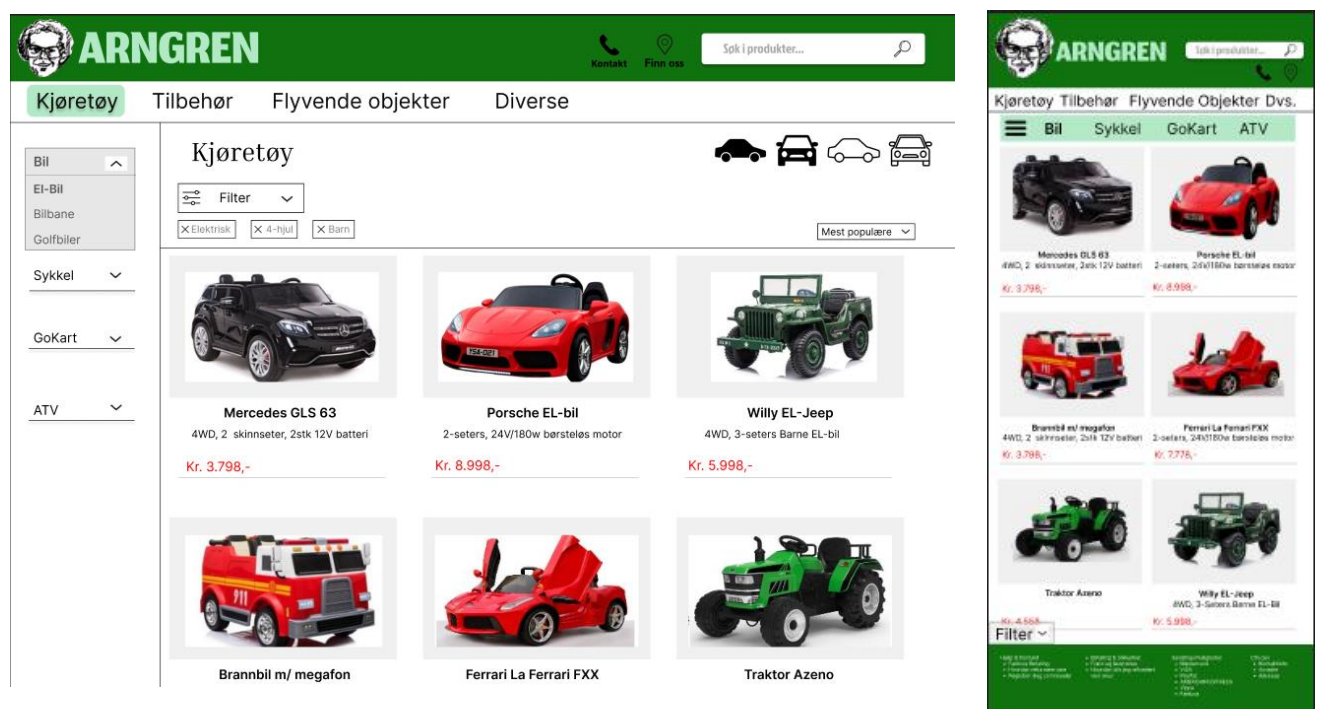 ARNGREN
Kontakt
Finn oss
Søk i produkter...
Kjøretøy Tilbehør Flyvende objekter Diverse
Bil
El-Bil
Bilbane
Golfbiler
Sykkel
GoKart
ATV
Kjøretøy
Filter
Elektrisk
4-hjul
Barn
Mest populære
Mercedes GLS 63
4WD, 2 skinnseter, 2stk 12V batteri
Kr. 3.798,-
Porsche EL-bil
2-seters, 24V/180w børsteløs motor
Kr. 8.998,-
Willy EL-Jeep
4WD, 3-seters Barne EL-bil
Kr. 5.998,-
YSA-021
911
Brannbil m/ megafon
Ferrari La Ferrari FXX
Traktor Azeno
ARNGREN
Søk i produkter...
Kjøretøy Tilbehør Flyvende Objekter Dvs.
Bil Sykkel GoKart ATV
Mercedes GLS 63
4WD, 2 skinnseter, 2stk 12V batteri
Kr. 3.798,-
Porsche EL-bil
2-seters, 24V/180w børsteløs motor
Kr. 8.998,-
Brannbil m/ megafon
4WD, 2 skinnseter, 2stk 12V batteri
Kr. 3.798,-
Ferrari La Ferrari FXX
2-seters, 24V/180w børsteløs motor
Kr. 7.778,-
Traktor Azeno
Willy EL-Jeep
4WD, 3-Seters Barne EL-Bil
Kr. 5.998,-
Filter